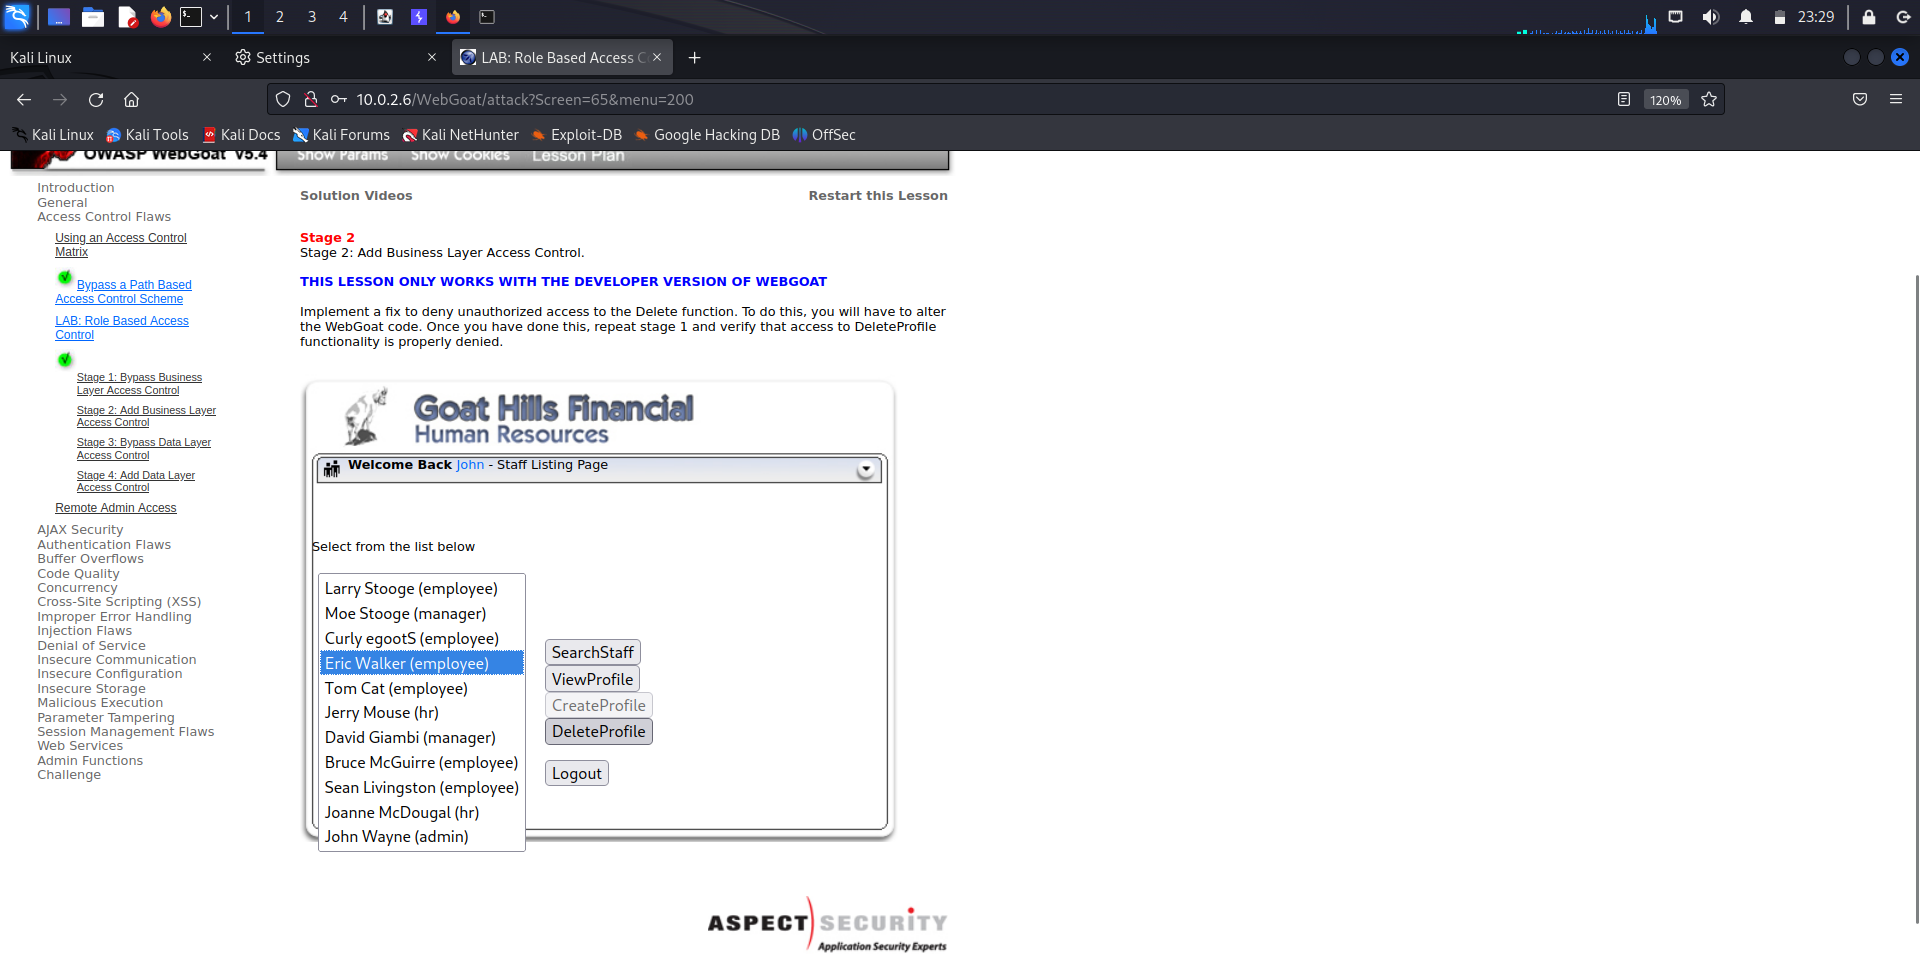 1 2 3 4 23:29
Kali Linux Settings LAB: Role Based Access C
10.0.2.6/WebGoat/attack?Screen=65&menu=200 120%
Kali Linux Kali Tools Kali Docs Kali Forums Kali NetHunter Exploit-DB Google Hacking DB OffSec
OWASP WebGoat V5.4 Show Params Show Cookies Lesson Plan
Introduction
General
Access Control Flaws
Using an Access Control
Matrix
Bypass a Path Based
Access Control Scheme
LAB: Role Based Access
Control
Stage 1: Bypass Business
Layer Access Control
Stage 2: Add Business Layer
Access Control
Stage 3: Bypass Data Layer
Access Control
Stage 4: Add Data Layer
Access Control
Remote Admin Access
AJAX Security
Authentication Flaws
Buffer Overflows
Code Quality
Concurrency
Cross-Site Scripting (XSS)
Improper Error Handling
Injection Flaws
Denial of Service
Insecure Communication
Insecure Configuration
Insecure Storage
Malicious Execution
Parameter Tampering
Session Management Flaws
Web Services
Admin Functions
Challenge
Solution Videos Restart this Lesson
Stage 2
Stage 2: Add Business Layer Access Control.
THIS LESSON ONLY WORKS WITH THE DEVELOPER VERSION OF WEBGOAT
Implement a fix to deny unauthorized access to the Delete function. To do this, you will have to alter
the WebGoat code. Once you have done this, repeat stage 1 and verify that access to DeleteProfile
functionality is properly denied.
Goat Hills Financial
Human Resources
Welcome Back John - Staff Listing Page
Select from the list below
Larry Stooge (employee)
Moe Stooge (manager)
Curly egootS (employee)
Eric Walker (employee)
Tom Cat (employee)
Jerry Mouse (hr)
David Giambi (manager)
Bruce McGuirre (employee)
Sean Livingston (employee)
Joanne McDougal (hr)
John Wayne (admin)
SearchStaff
ViewProfile
CreateProfile
DeleteProfile
Logout
ASPECT SECURITY
Application Security Experts